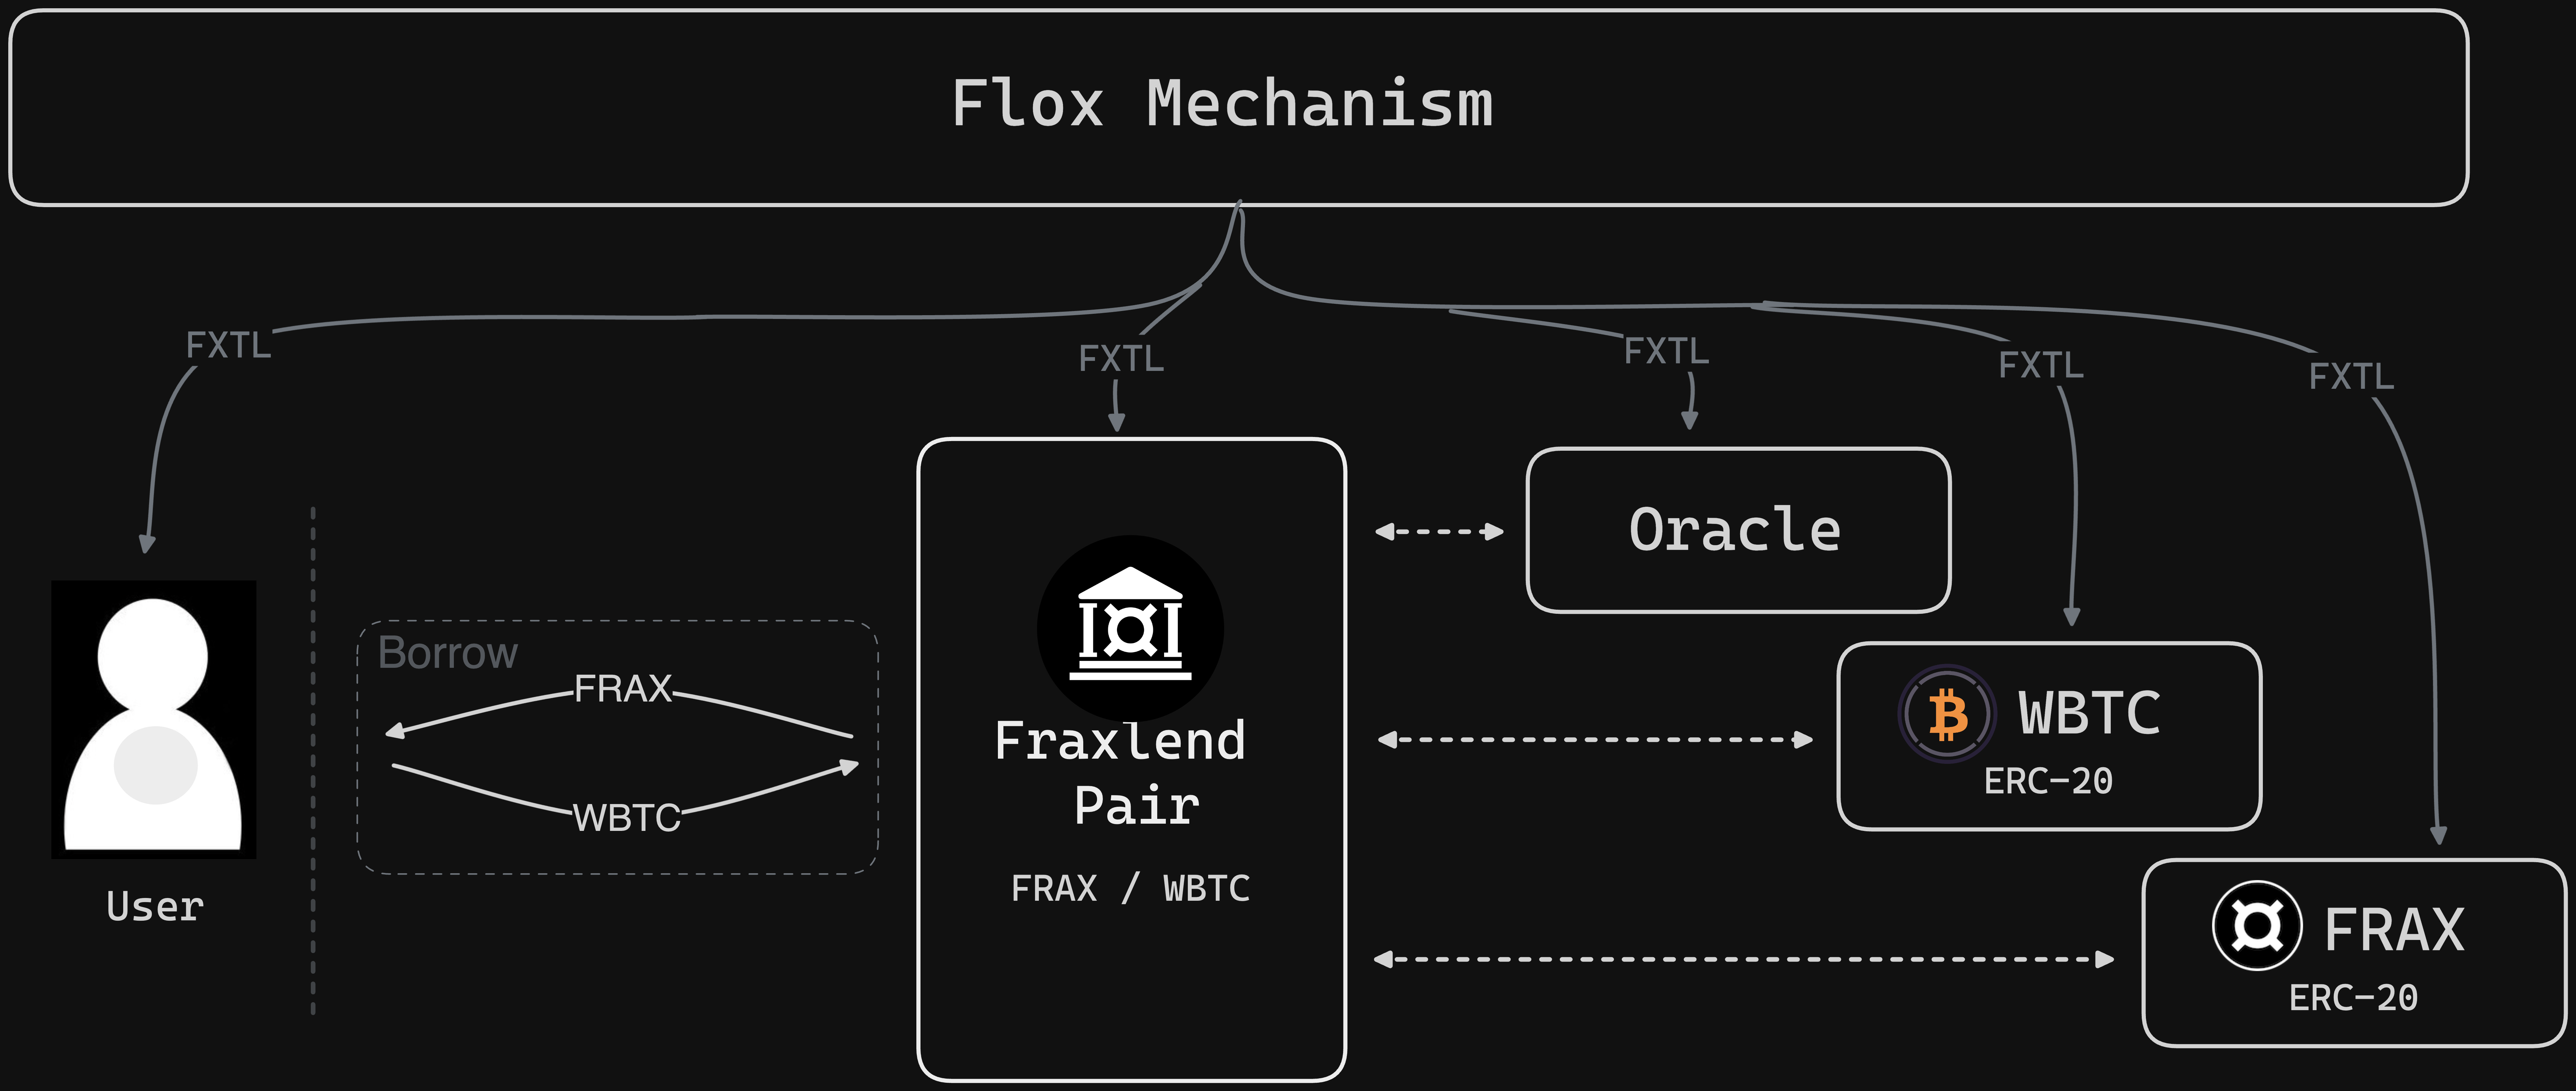 Flox Mechanism
FXTL
FXTL
FXTL
FXTL
FXTL
Oracle
Borrow
FRAX
WBTC
Fraxlend
Pair
FRAX / WBTC
WBTC
ERC-20
User
FRAX
ERC-20